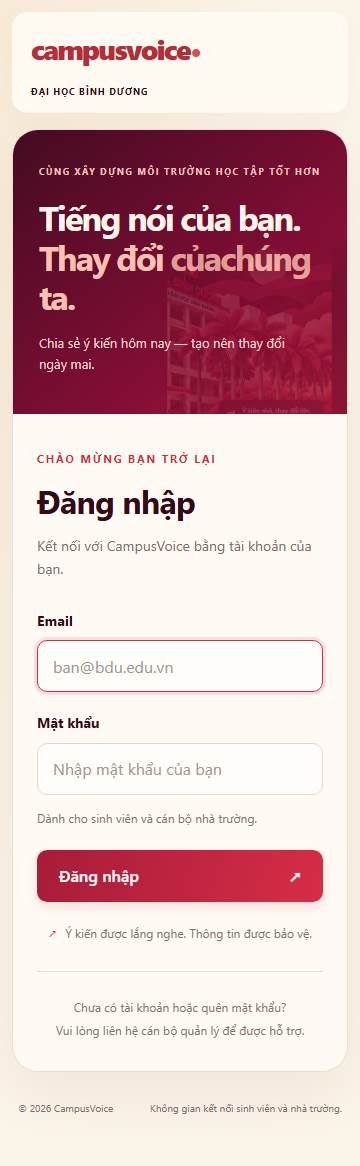 campusvoice
ĐẠI HỌC BÌNH DƯƠNG
CÙNG XÂY DỰNG MÔI TRƯỜNG HỌC TẬP TỐT HƠN
Tiếng nói của bạn.
Thay đổi củachúng
ta.
Chia sẻ ý kiến hôm nay — tạo nên thay đổi
ngày mai.
Ý kiến nhỏ, thay đổi lớn.
CHÀO MỪNG BẠN TRỞ LẠI
Đăng nhập
Kết nối với CampusVoice bằng tài khoản của
bạn.
Email
ban@bdu.edu.vn
Mật khẩu
Nhập mật khẩu của bạn
Dành cho sinh viên và cán bộ nhà trường.
Đăng nhập ↗
↗ Ý kiến được lắng nghe. Thông tin được bảo vệ.
Chưa có tài khoản hoặc quên mật khẩu?
Vui lòng liên hệ cán bộ quản lý để được hỗ trợ.
© 2026 CampusVoice
Không gian kết nối sinh viên và nhà trường.